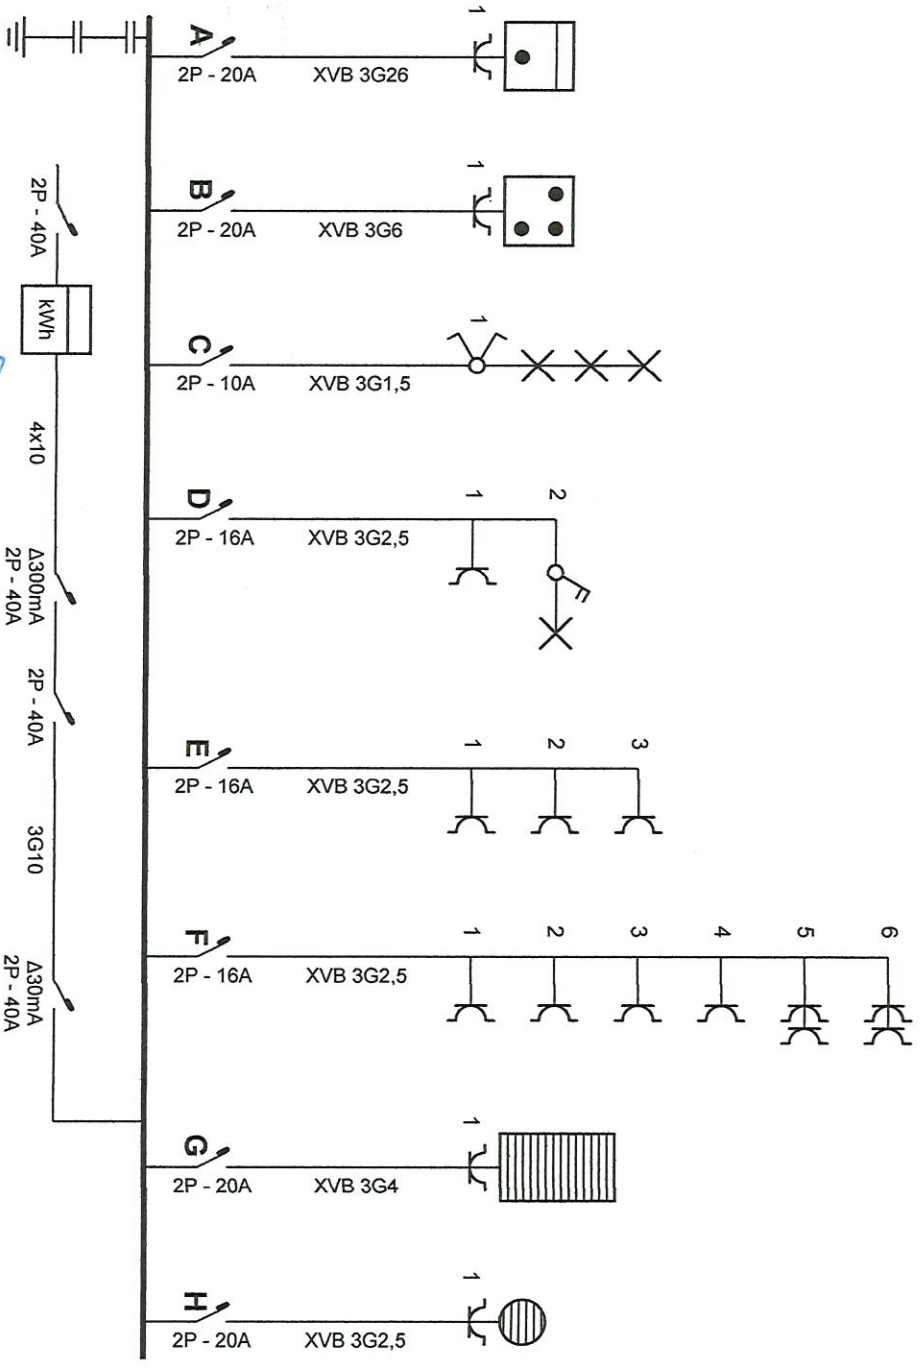 A
2P - 20A
XVB 3G26
1
B
2P - 20A
XVB 3G6
1
C
2P - 10A
XVB 3G1,5
1
D
2P - 16A
XVB 3G2,5
1
2
E
2P - 16A
XVB 3G2,5
1
2
3
F
2P - 16A
XVB 3G2,5
1
2
3
4
5
6
G
2P - 20A
XVB 3G4
1
H
2P - 20A
XVB 3G2,5
1
2P - 40A
kWh
4x10
Δ300mA
2P - 40A
2P - 40A
3G10
Δ30mA
2P - 40A